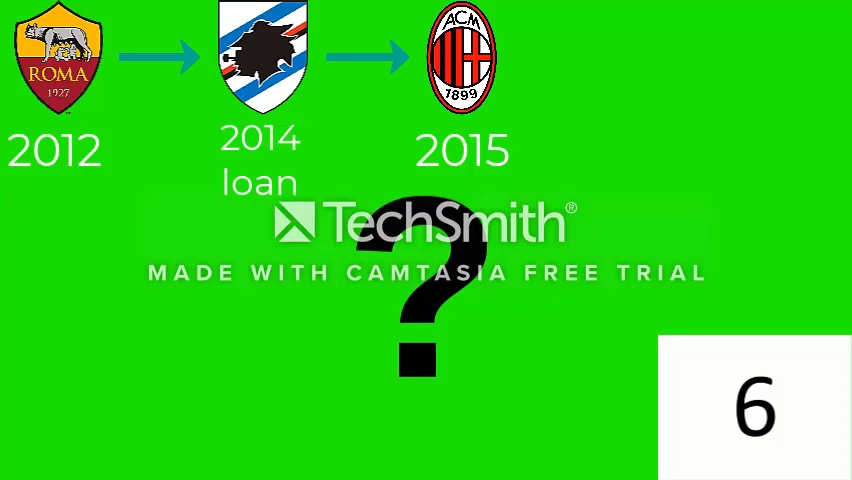 ROMA
1927
ACM
1899
2012
2014
loan
2015
TechSmith®
MADE WITH CAMTASIA FREE TRIAL
?
6